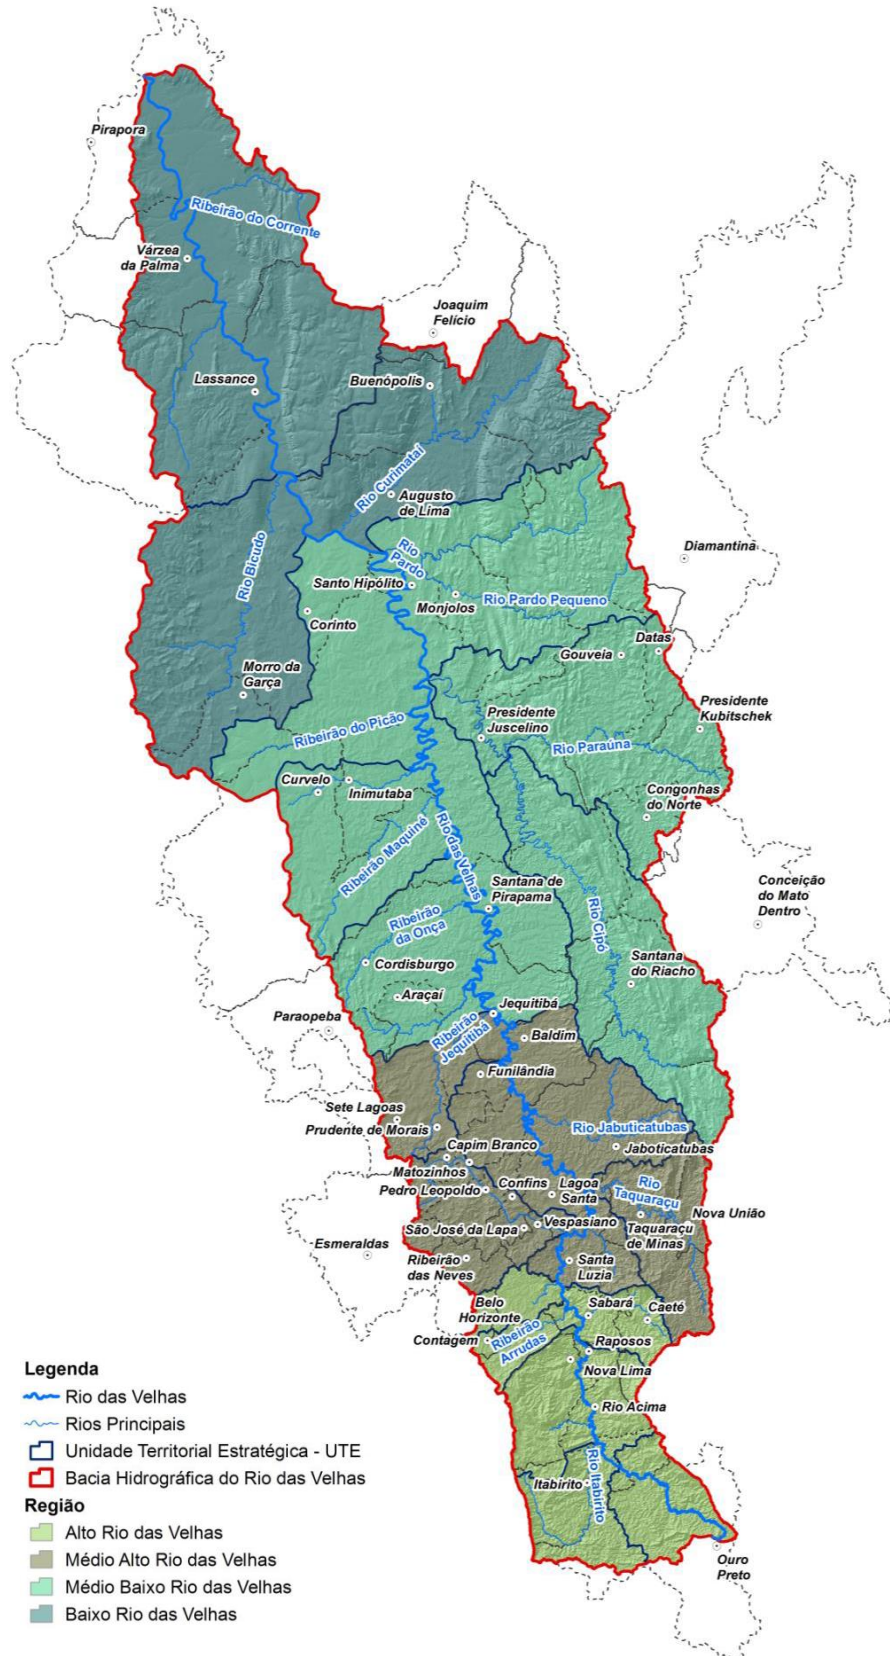 Pirapora
Ribeirão do Corrente
Várzea
da Palma
Joaquim
Felício
Lassance
Buenópolis
Rio Curimataí
Augusto
de Lima
Rio Bicudo
Rio
Pardo
Diamantina
Santo Hipólito
Monjolos
Rio Pardo Pequeno
Corinto
Datas
Gouveia
Morro da
Garça
Presidente
Kubitschek
Presidente
Juscelino
Ribeirão do Picão
Rio Paraúna
Curvelo
Inimutaba
Congonhas
do Norte
Ribeirão Maquiné
Rio das Velhas
Conceição
do Mato
Dentro
Santana de
Pirapama
Ribeirão
da Onça
Rio Cipó
Cordisburgo
Santana
do Riacho
Araçaí
Jequitibá
Paraopeba
Ribeirão
Jequitibá
Baldim
Funilândia
Sete Lagoas
Prudente de Morais
Rio Jabuticatubas
Capim Branco
Jaboticatubas
Matozinhos
Pedro Leopoldo
Confins
Lagoa
Santa
Rio
Taquaraçu
Nova União
São José da Lapa
Vespasiano
Taquaraçu
de Minas
Esmeraldas
Ribeirão
das Neves
Santa
Luzia
Belo
Horizonte
Sabará
Caeté
Contagem
Ribeirão
Arrudas
Raposos
Nova Lima
Rio Acima
Itabirito
Rio Itabirito
Ouro
Preto
Legenda
Rio das Velhas
Rios Principais
Unidade Territorial Estratégica - UTE
Bacia Hidrográfica do Rio das Velhas
Região
Alto Rio das Velhas
Médio Alto Rio das Velhas
Médio Baixo Rio das Velhas
Baixo Rio das Velhas